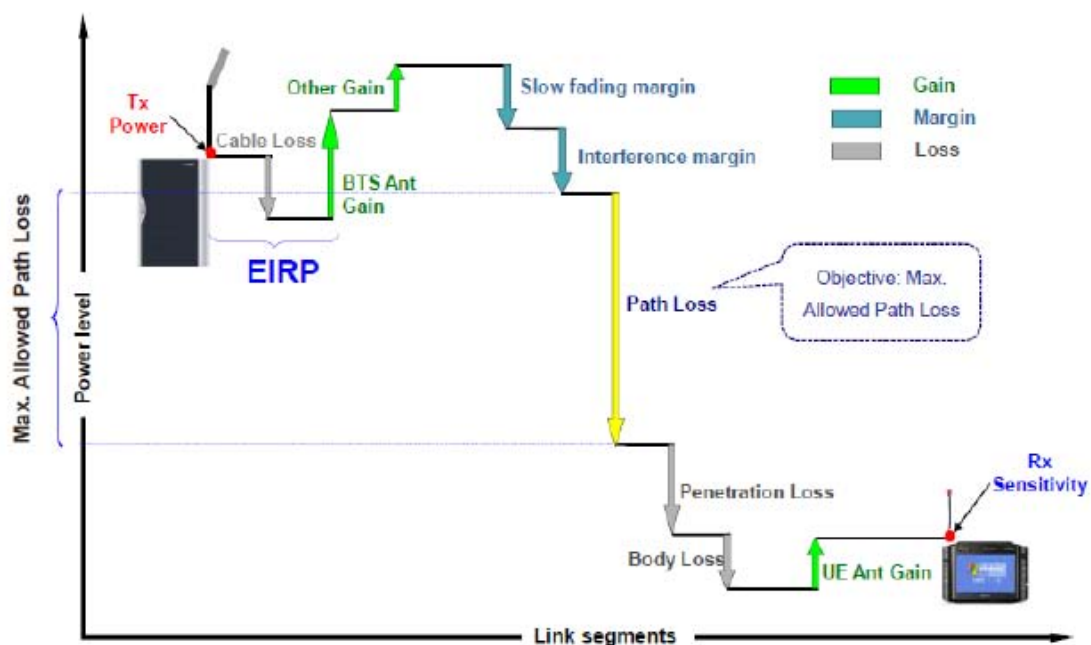 Tx
Power
Cable Loss
Other Gain
BTS Ant
Gain
EIRP
Slow fading margin
Interference margin
Gain
Margin
Loss
Max. Allowed Path Loss
Power level
Path Loss
Objective: Max.
Allowed Path Loss
Penetration Loss
Body Loss
UE Ant Gain
Rx
Sensitivity
Link segments